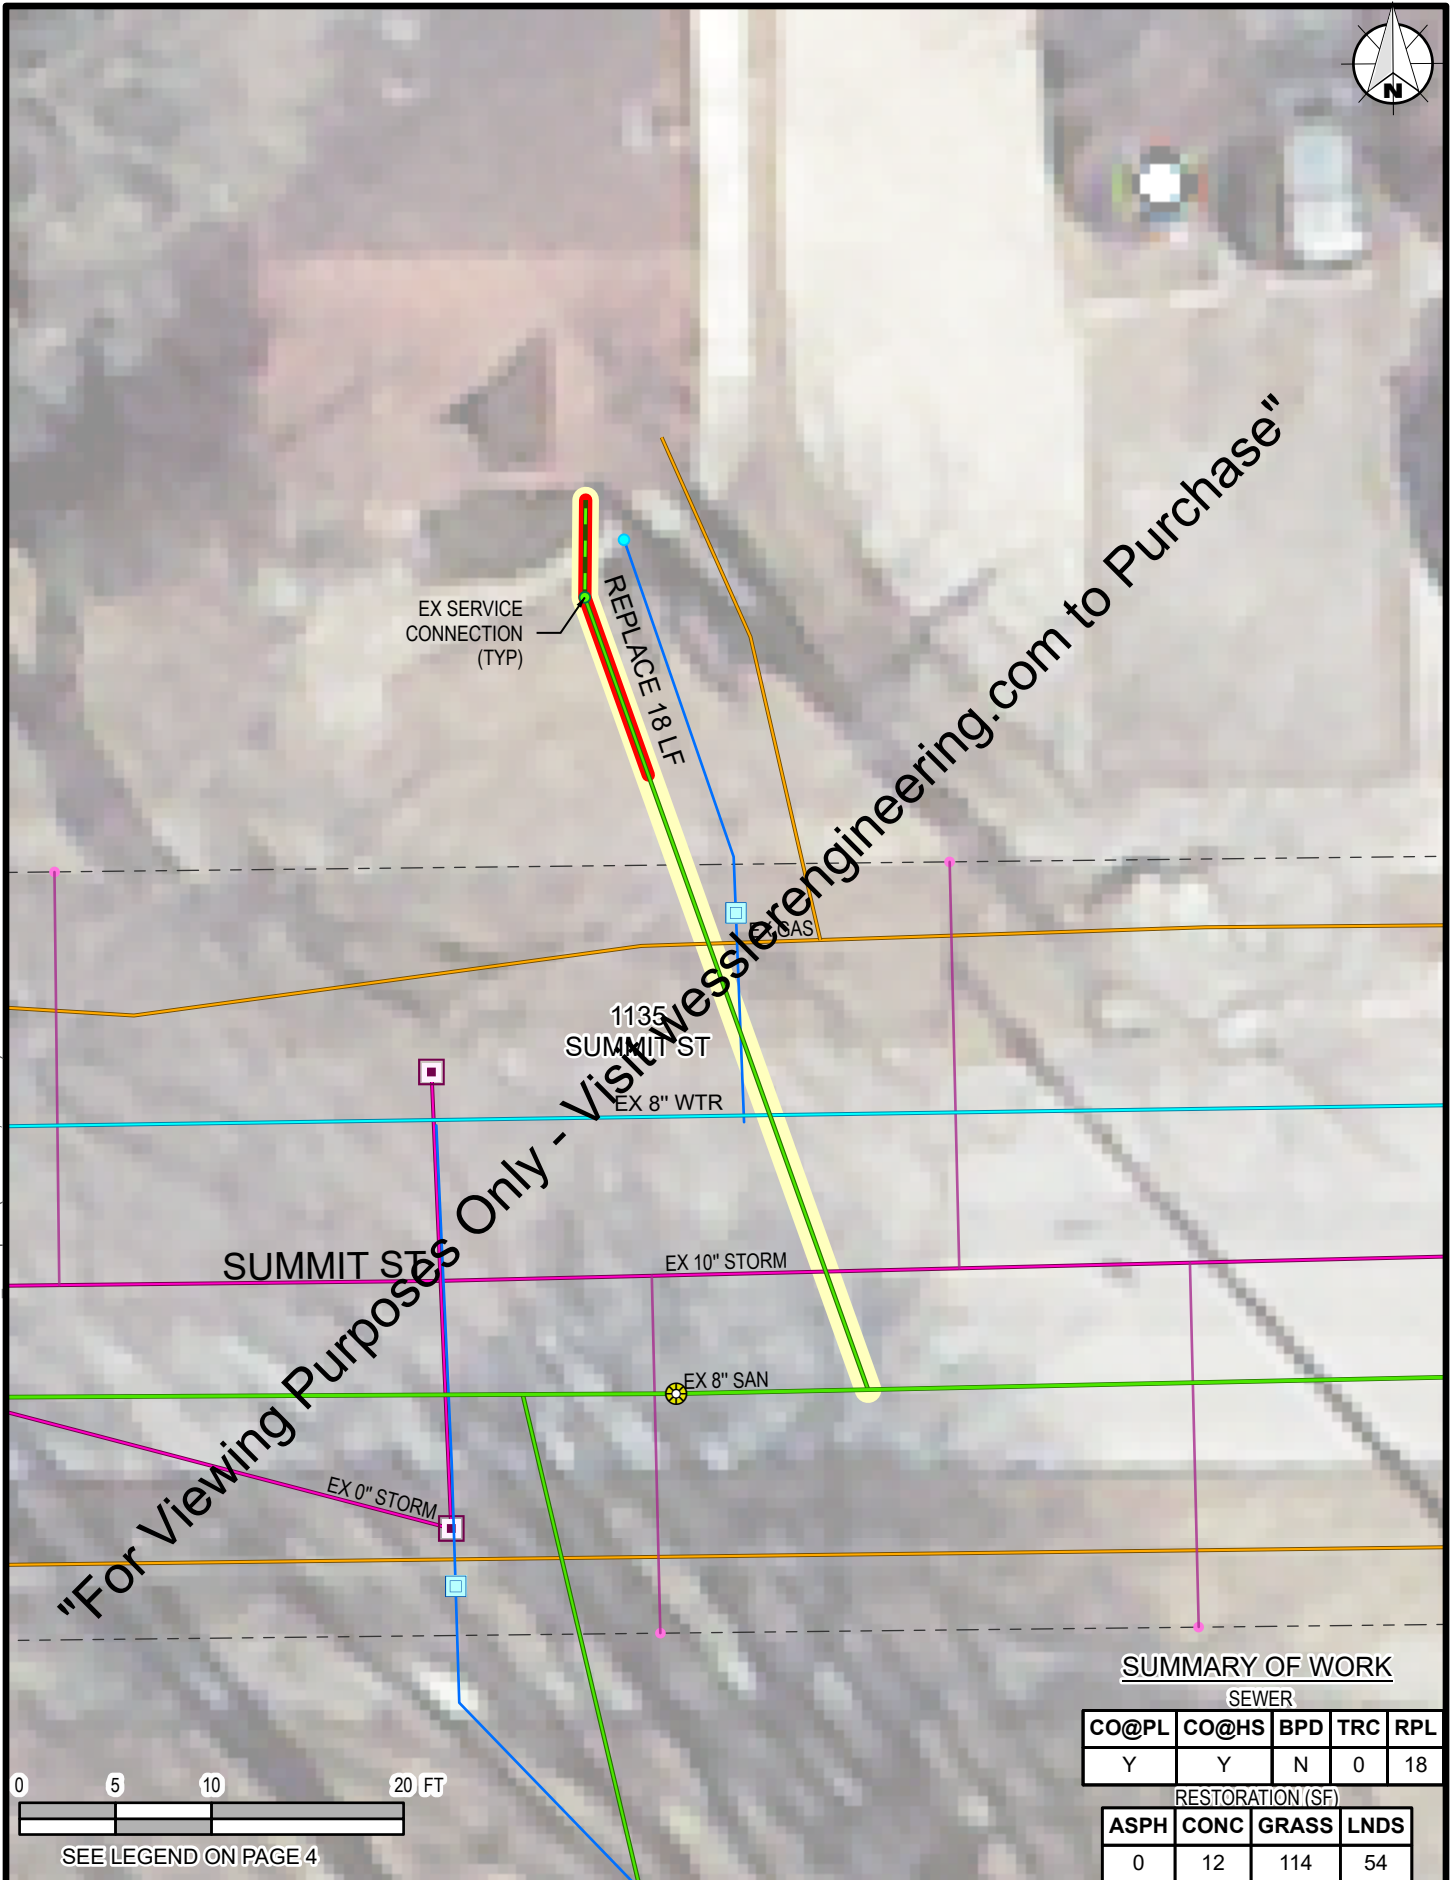 N
EX SERVICE
CONNECTION
(TYP)
REPLACE 18 LF
EX GAS
1135
SUMMIT ST
EX 8" WTR
SUMMIT ST
EX 10" STORM
EX 8" SAN
EX 0" STORM
"For Viewing Purposes Only - Visit wesslerengineering.com to Purchase"
0 5 10 20 FT
SEE LEGEND ON PAGE 4
SUMMARY OF WORK
SEWER
CO@PL CO@HS BPD TRC RPL
Y Y N 0 18
RESTORATION (SF)
ASPH CONC GRASS LNDS
0 12 114 54